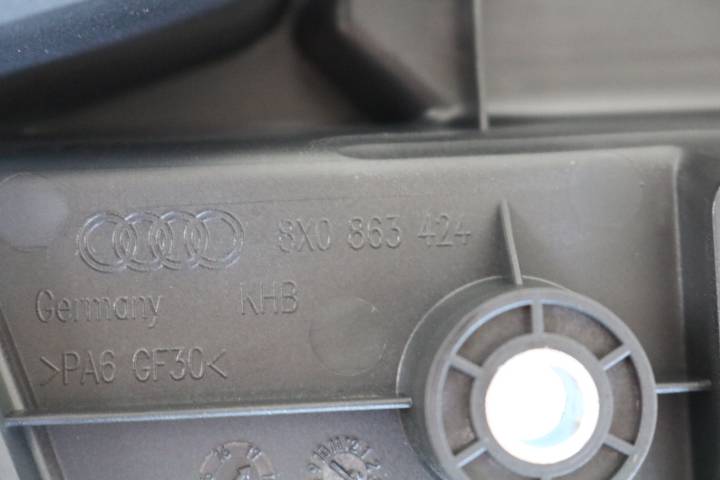 8X0 863 424
Germany KHB
>PA6 GF30<